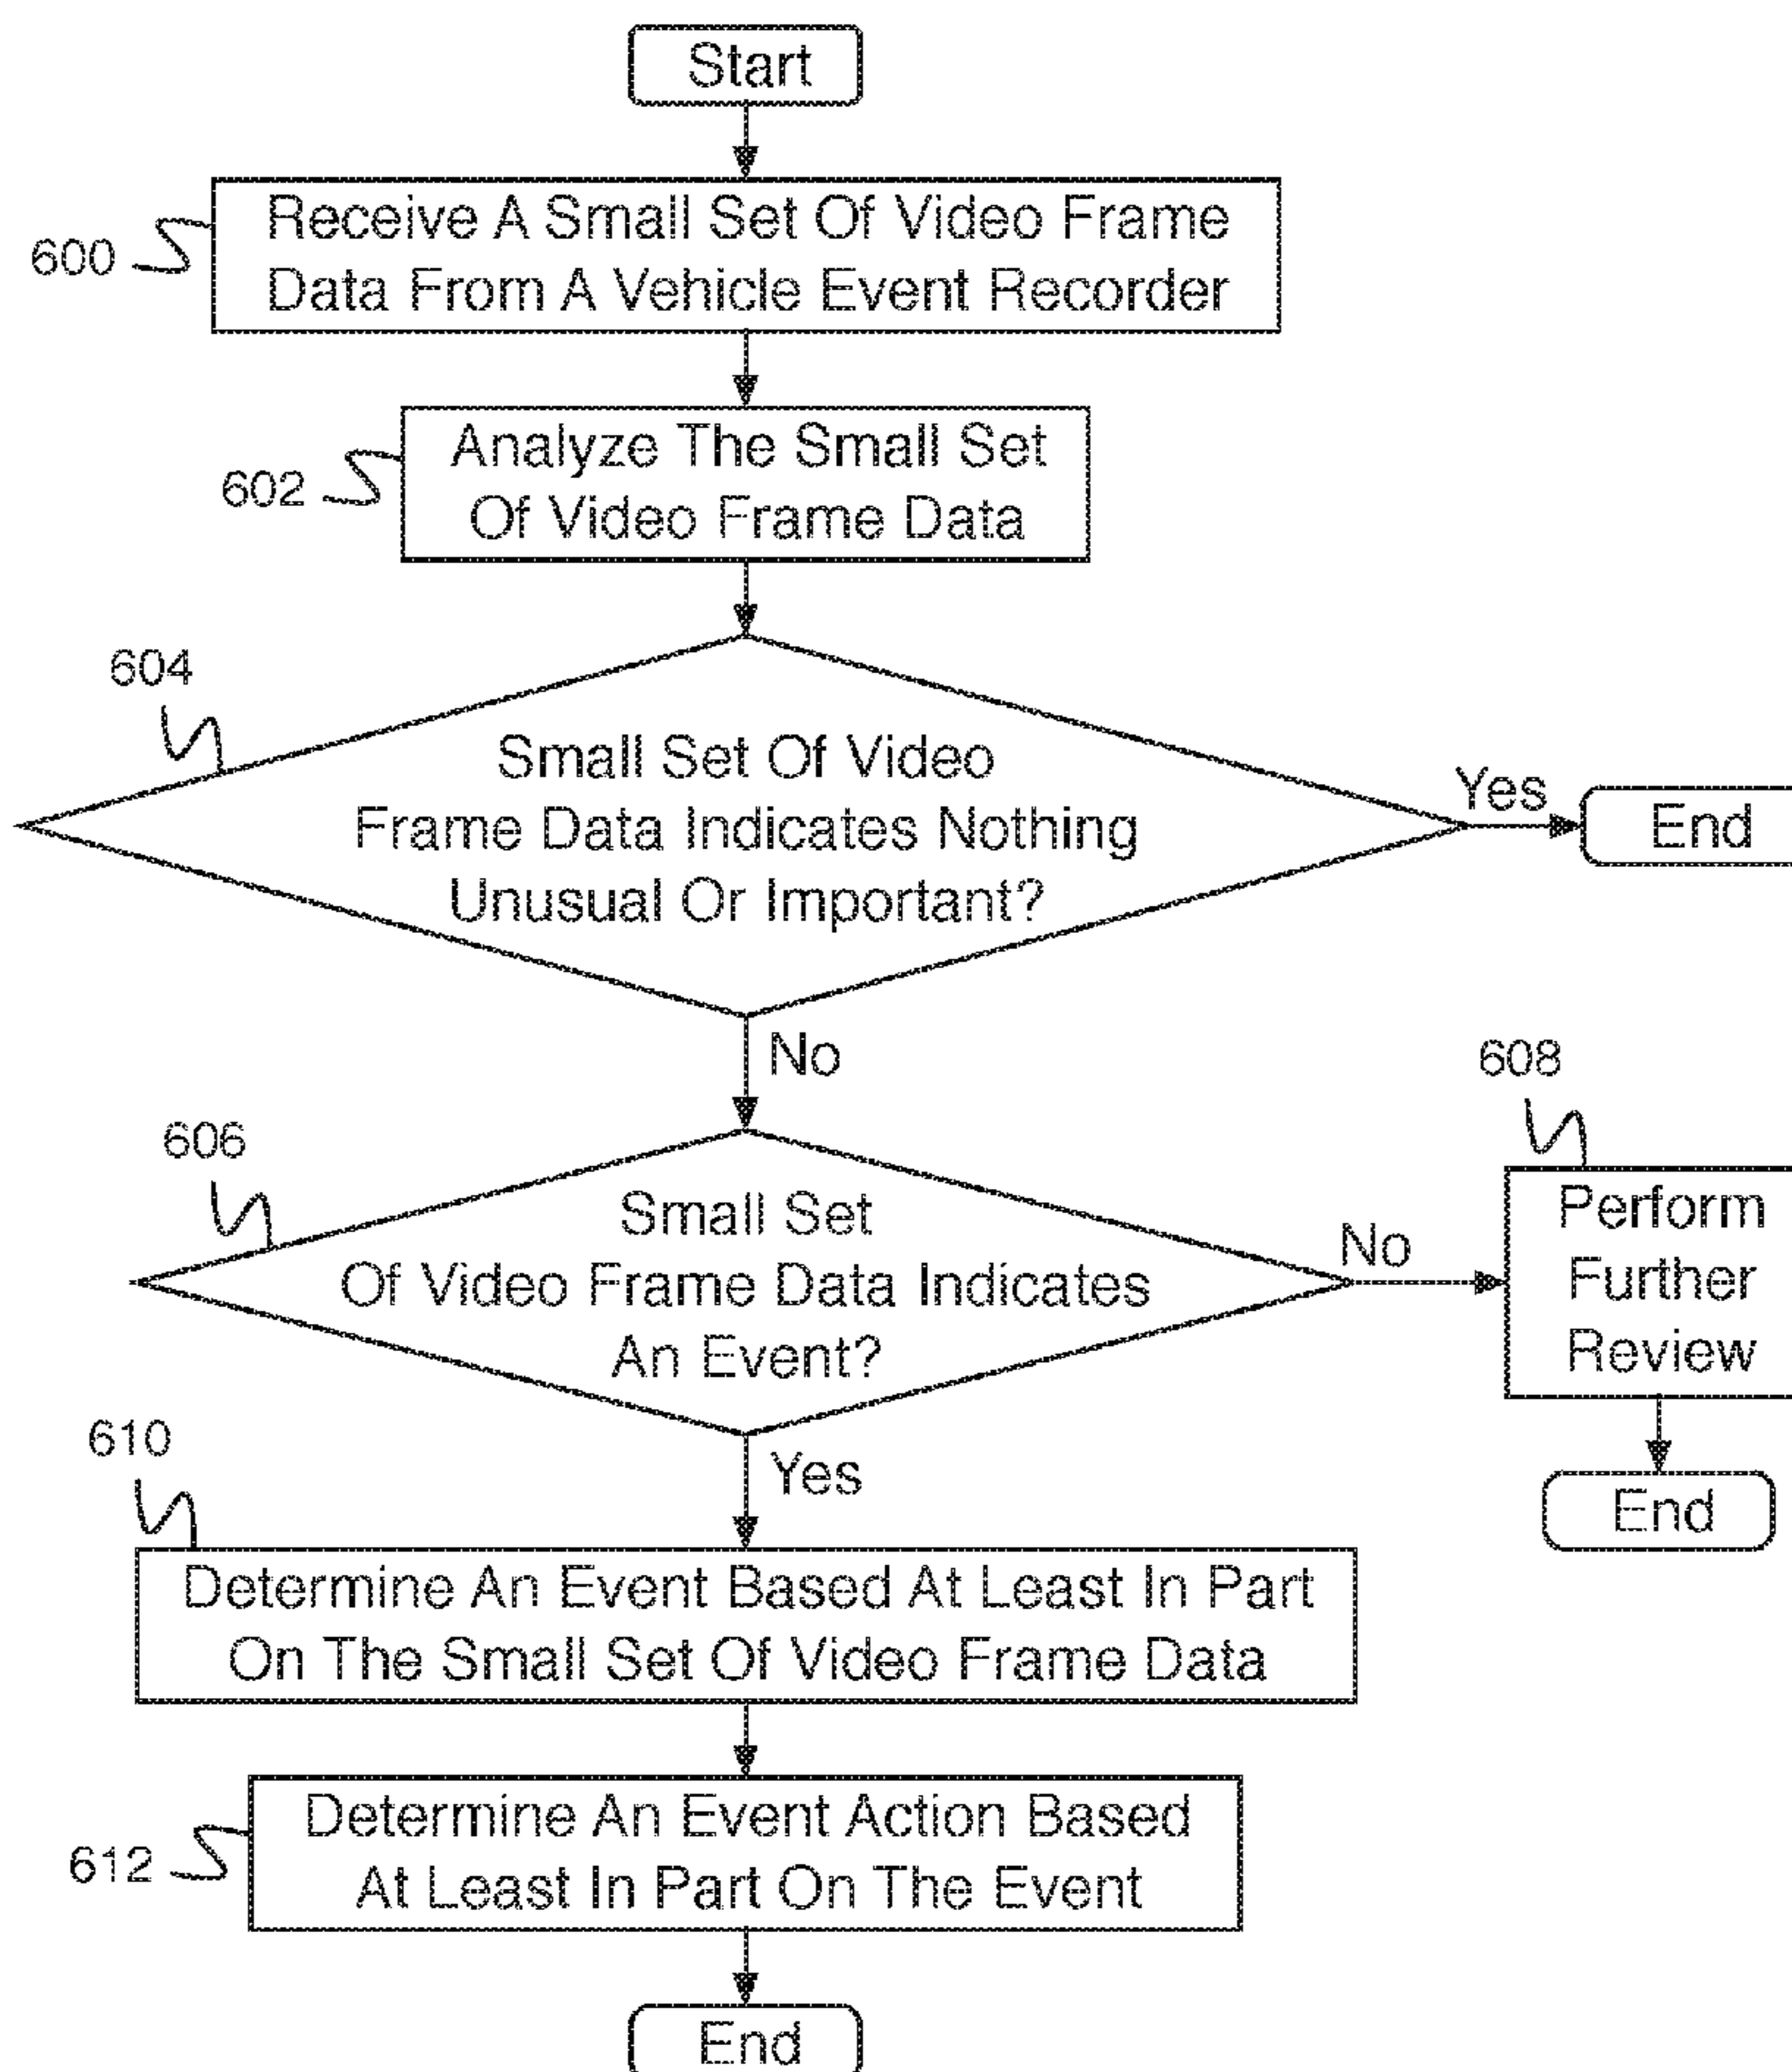 Start
600
Receive A Small Set Of Video Frame
Data From A Vehicle Event Recorder
602
Analyze The Small Set
Of Video Frame Data
604
Small Set Of Video
Frame Data Indicates Nothing
Unusual Or Important?
Yes
End
No
606
Small Set
Of Video Frame Data Indicates
An Event?
No
608
Perform
Further
Review
End
Yes
610
Determine An Event Based At Least In Part
On The Small Set Of Video Frame Data
612
Determine An Event Action Based
At Least In Part On The Event
End